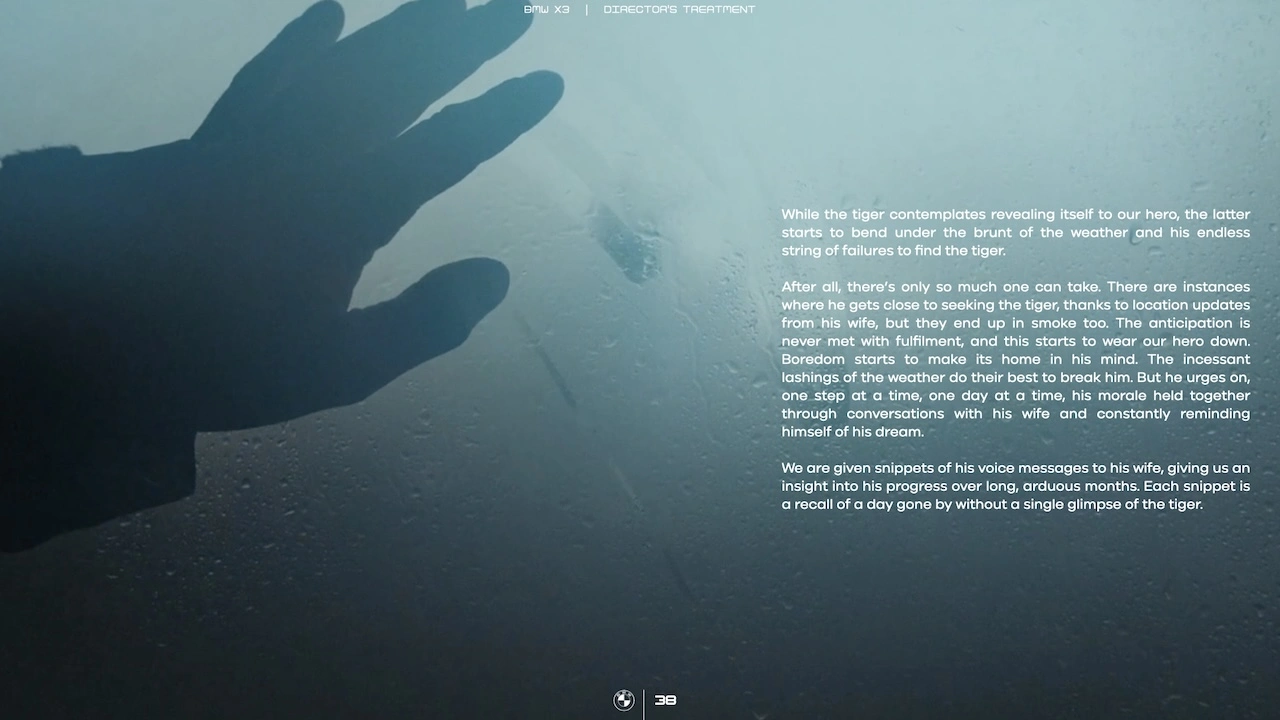 BMW X3 | DIRECTOR'S TREATMENT
While the tiger contemplates revealing itself to our hero, the latter
starts to bend under the brunt of the weather and his endless
string of failures to find the tiger.
After all, there's only so much one can take. There are instances
where he gets close to seeking the tiger, thanks to location updates
from his wife, but they end up in smoke too. The anticipation is
never met with fulfilment, and this starts to wear our hero down.
Boredom starts to make its home in his mind. The incessant
lashings of the weather do their best to break him. But he urges on,
one step at a time, one day at a time, his morale held together
through conversations with his wife and constantly reminding
himself of his dream.
We are given snippets of his voice messages to his wife, giving us an
insight into his progress over long, arduous months. Each snippet is
a recall of a day gone by without a single glimpse of the tiger.
38